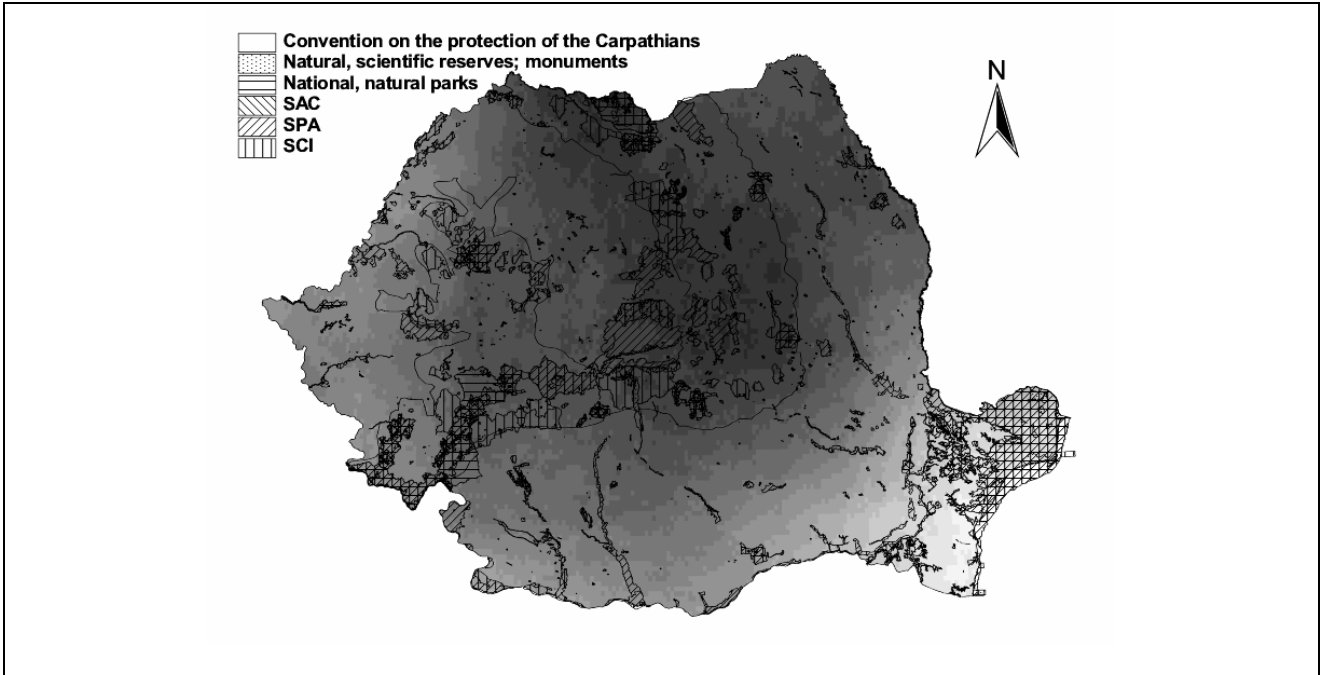 Convention on the protection of the Carpathians
Natural, scientific reserves; monuments
National, natural parks
SAC
SPA
SCI
N